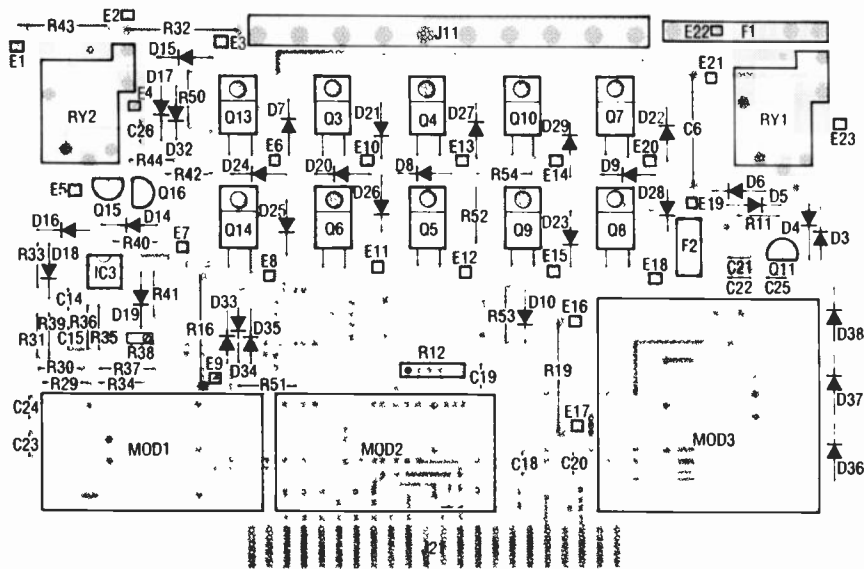 R43 E2 R32 J11 E22 F1
E1 D15 E3
D17 E4 R50 E21
RY2 Q13 D7 Q3 D21 Q4 D27 Q10 D29 Q7 D22 C6 RY1 E23
C28 D32
R44 E6 E10 E13 E14 E20
R42 D24 D20 D8 R54 D9
E5 Q15 Q16 D6 D5
D16 D14 Q14 D25 Q6 D26 Q5 R52 Q9 D23 Q8 D28 E19 R11 D4 D3
R40 E7 F2
R33 D18 IC3 E8 E11 E12 E15 E18 C21 Q11
C14 D19 R41 C22 C25
R39 R36 D33 D35 R53 D10 E16 D38
R31 C15 R35 R38 R16 D34
R30 R37 E9 R12 C19 R19
R29 R34 R51 D37
C24 E17
C23 MOD1 MOD2 MOD3
C18 C20 D36
J21